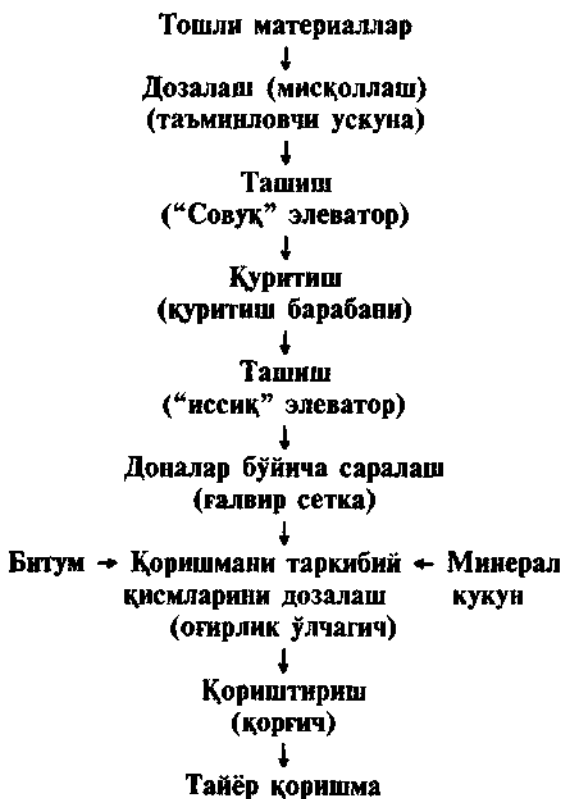 Тошли материаллар
↓
Дозалаш (мисқоллаш)
(таъминловчи ускуна)
↓
Ташиш
(“Совуқ” элеватор)
↓
Қуритиш
(қуритиш барабани)
↓
Ташиш
(“иссиқ” элеватор)
↓
Доналар бўйича саралаш
(ғалвир сетка)
↓
Битум → Қоришмани таркибий ← Минерал
қисмларини дозалаш кукун
(оғирлик ўлчагич)
↓
Қориштириш
(қорғич)
↓
Тайёр қоришма